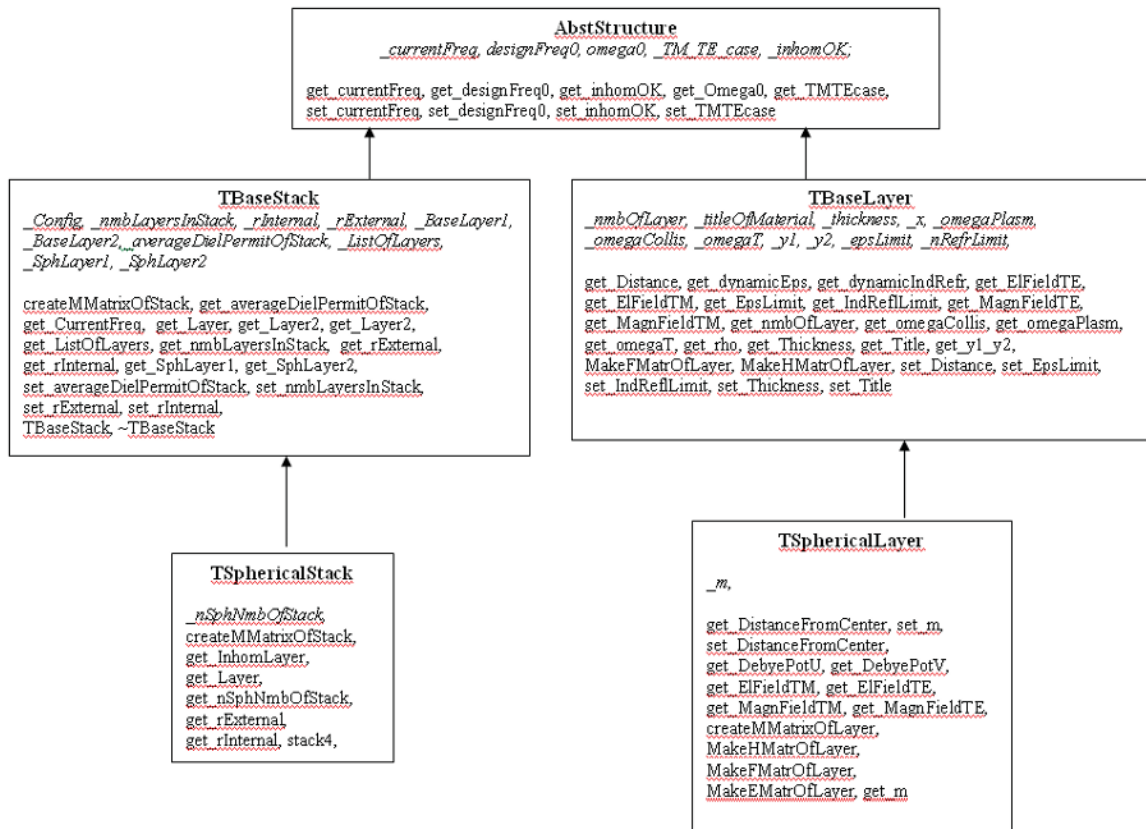 AbstStructure
_currentFreq, designFreq0, omega0, _TM_TE_case, _inhomOK;
get_currentFreq, get_designFreq0, get_inhomOK, get_Omega0, get_TMTEcase,
set_currentFreq, set_designFreq0, set_inhomOK, set_TMTEcase
TBaseStack
_Config, _nmbLayersInStack, _rInternal, _rExternal, _BaseLayer1,
_BaseLayer2, _averageDielPermitOfStack, _ListOfLayers,
_SphLayer1, _SphLayer2
createMMatrixOfStack, get_averageDielPermitOfStack,
get_CurrentFreq, get_Layer, get_Layer2, get_Layer2,
get_ListOfLayers, get_nmbLayersInStack, get_rExternal,
get_rInternal, get_SphLayer1, get_SphLayer2,
set_averageDielPermitOfStack, set_nmbLayersInStack,
set_rExternal, set_rInternal,
TBaseStack, ~TBaseStack
TBaseLayer
_nmbOfLayer, _titleOfMaterial, _thickness, _x, _omegaPlasm,
_omegaCollis, _omegaT, _y1, _y2, _epsLimit, _nRefrLimit,
get_Distance, get_dynamicEps, get_dynamicIndRefr, get_ElFieldTE,
get_ElFieldTM, get_EpsLimit, get_IndReflLimit, get_MagnFieldTE,
get_MagnFieldTM, get_nmbOfLayer, get_omegaCollis, get_omegaPlasm,
get_omegaT, get_rho, get_Thickness, get_Title, get_y1_y2,
MakeFMatrOfLayer, MakeHMatrOfLayer, set_Distance, set_EpsLimit,
set_IndReflLimit, set_Thickness, set_Title
TSphericalStack
_nSphNmbOfStack,
createMMatrixOfStack,
get_InhomLayer,
get_Layer,
get_nSphNmbOfStack,
get_rExternal,
get_rInternal, stack4,
TSphericalLayer
_m,
get_DistanceFromCenter, set_m,
set_DistanceFromCenter,
get_DebyePotU, get_DebyePotV,
get_ElFieldTM, get_ElFieldTE,
get_MagnFieldTM, get_MagnFieldTE,
createMMatrixOfLayer,
MakeHMatrOfLayer,
MakeFMatrOfLayer,
MakeEMatrOfLayer, get_m